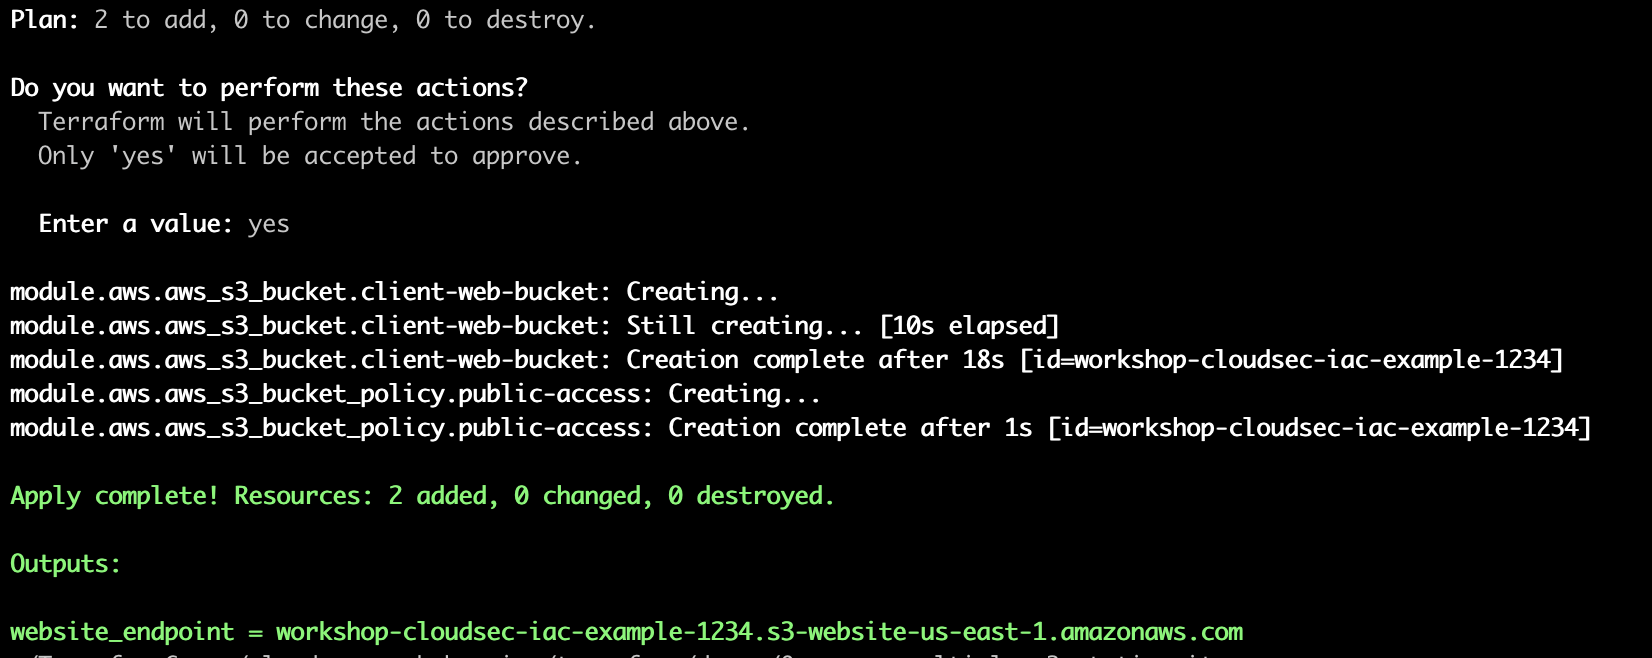 Plan: 2 to add, 0 to change, 0 to destroy.
Do you want to perform these actions?
Terraform will perform the actions described above.
Only 'yes' will be accepted to approve.
Enter a value: yes
module.aws.aws_s3_bucket.client-web-bucket: Creating...
module.aws.aws_s3_bucket.client-web-bucket: Still creating... [10s elapsed]
module.aws.aws_s3_bucket.client-web-bucket: Creation complete after 18s [id=workshop-cloudsec-iac-example-1234]
module.aws.aws_s3_bucket_policy.public-access: Creating...
module.aws.aws_s3_bucket_policy.public-access: Creation complete after 1s [id=workshop-cloudsec-iac-example-1234]
Apply complete! Resources: 2 added, 0 changed, 0 destroyed.
Outputs:
website_endpoint = workshop-cloudsec-iac-example-1234.s3-website-us-east-1.amazonaws.com